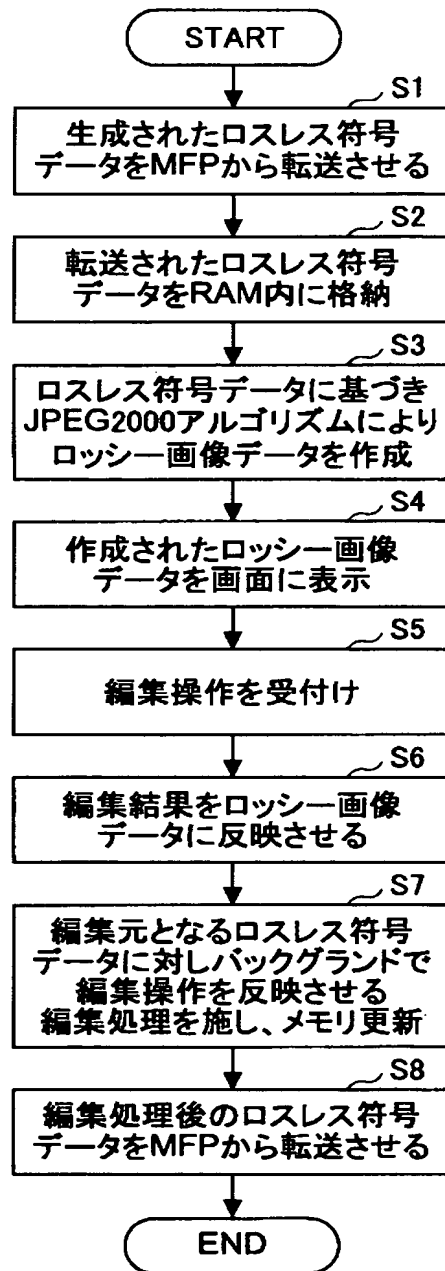 START
S1
生成されたロスレス符号
データをMFPから転送させる
S2
転送されたロスレス符号
データをRAM内に格納
S3
ロスレス符号データに基づき
JPEG2000アルゴリズムにより
ロッシー画像データを作成
S4
作成されたロッシー画像
データを画面に表示
S5
編集操作を受付け
S6
編集結果をロッシー画像
データに反映させる
S7
編集元となるロスレス符号
データに対しバックグランドで
編集操作を反映させる
編集処理を施し、メモリ更新
S8
編集処理後のロスレス符号
データをMFPから転送させる
END